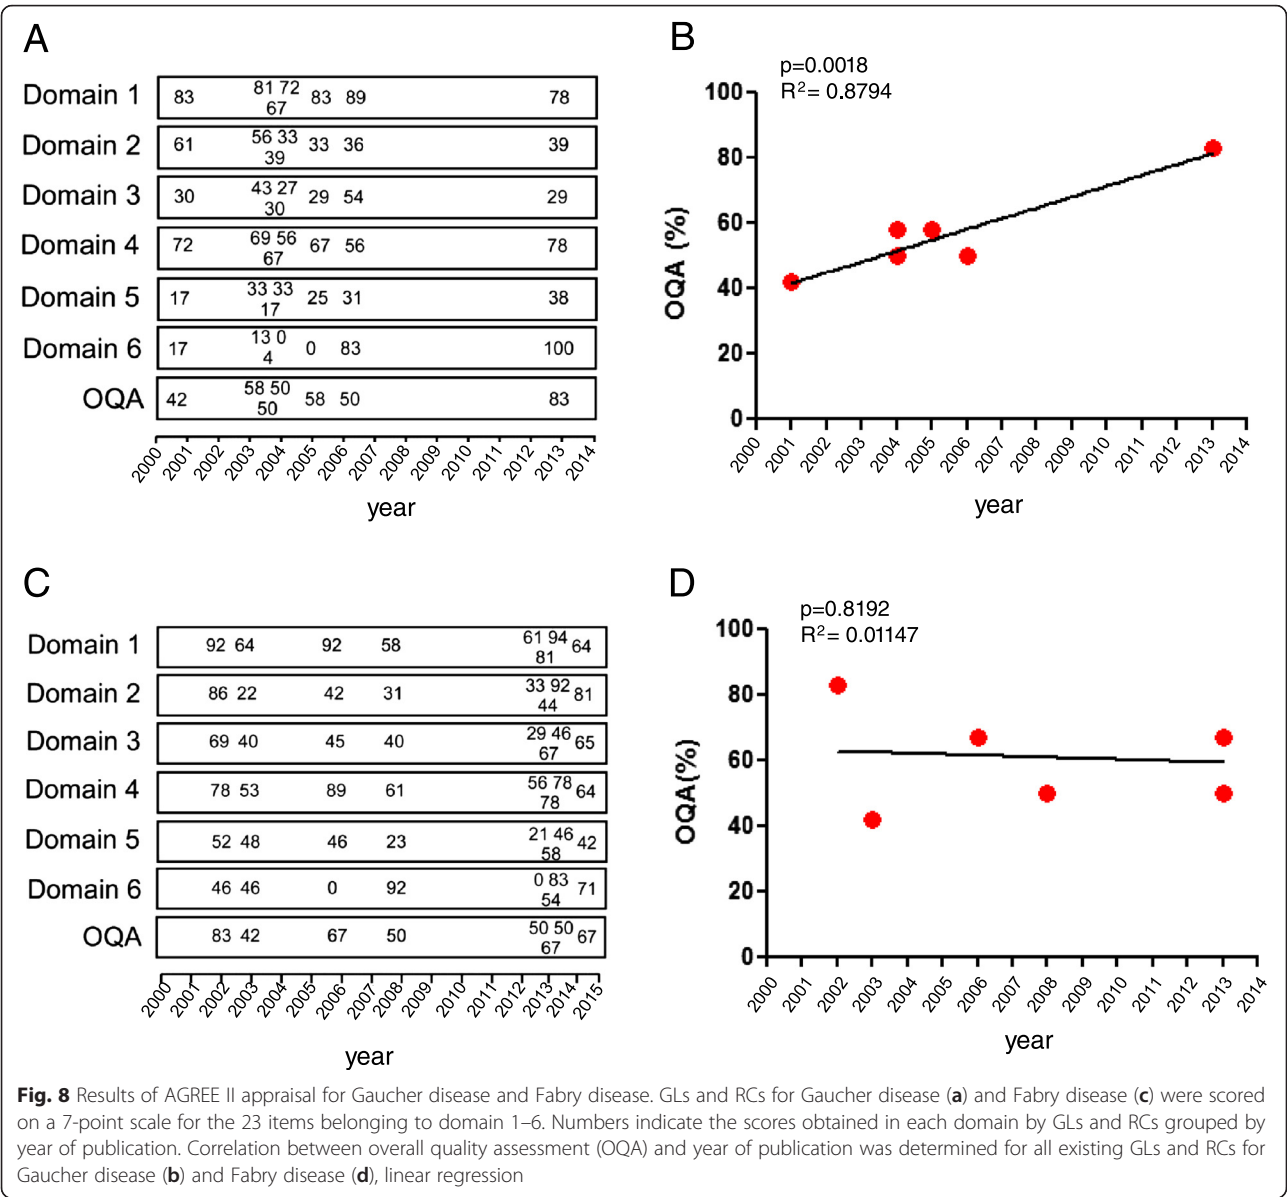 A
Domain 1 83 81 72 67 83 89 78
Domain 2 61 56 33 39 33 36 39
Domain 3 30 43 27 30 29 54 29
Domain 4 72 69 56 67 67 56 78
Domain 5 17 33 33 17 25 31 38
Domain 6 17 13 0 4 0 83 100
OQA 42 58 50 50 58 50 83
2000 2001 2002 2003 2004 2005 2006 2007 2008 2009 2010 2011 2012 2013 2014
year
B
p=0.0018
R²= 0.8794
OQA (%)
100
80
60
40
20
0
2000 2001 2002 2003 2004 2005 2006 2007 2008 2009 2010 2011 2012 2013 2014
year
C
Domain 1 92 64 92 58 61 94 81 64
Domain 2 86 22 42 31 33 92 44 81
Domain 3 69 40 45 40 29 46 67 65
Domain 4 78 53 89 61 56 78 78 64
Domain 5 52 48 46 23 21 46 58 42
Domain 6 46 46 0 92 0 83 54 71
OQA 83 42 67 50 50 50 67 67
2000 2001 2002 2003 2004 2005 2006 2007 2008 2009 2010 2011 2012 2013 2014 2015
year
D
p=0.8192
R²= 0.01147
OQA(%)
100
80
60
40
20
0
2000 2001 2002 2003 2004 2005 2006 2007 2008 2009 2010 2011 2012 2013 2014
year
Fig. 8 Results of AGREE II appraisal for Gaucher disease and Fabry disease. GLs and RCs for Gaucher disease (a) and Fabry disease (c) were scored
on a 7-point scale for the 23 items belonging to domain 1–6. Numbers indicate the scores obtained in each domain by GLs and RCs grouped by
year of publication. Correlation between overall quality assessment (OQA) and year of publication was determined for all existing GLs and RCs for
Gaucher disease (b) and Fabry disease (d), linear regression